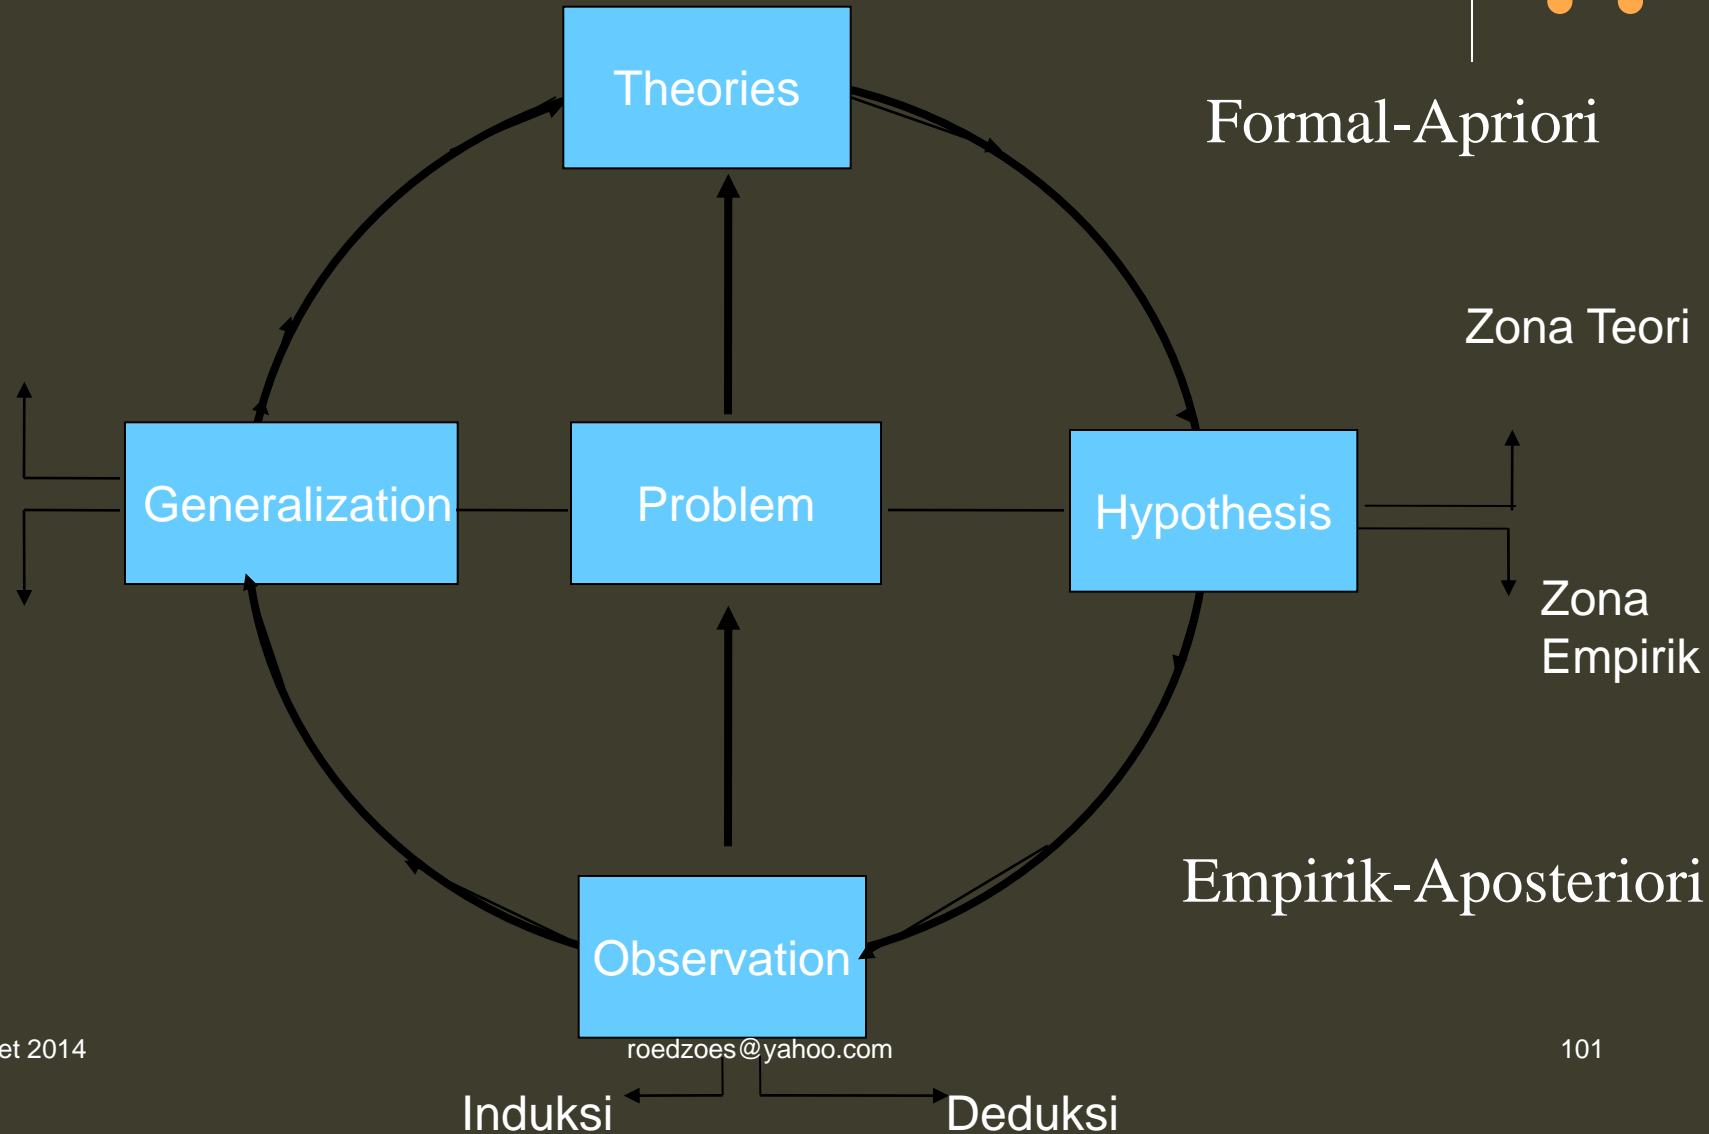 Theories
Formal-Apriori
Zona Teori
Generalization
Problem
Hypothesis
Zona
Empirik
Empirik-Aposteriori
Observation
et 2014
roedzoes@yahoo.com
101
Induksi
Deduksi